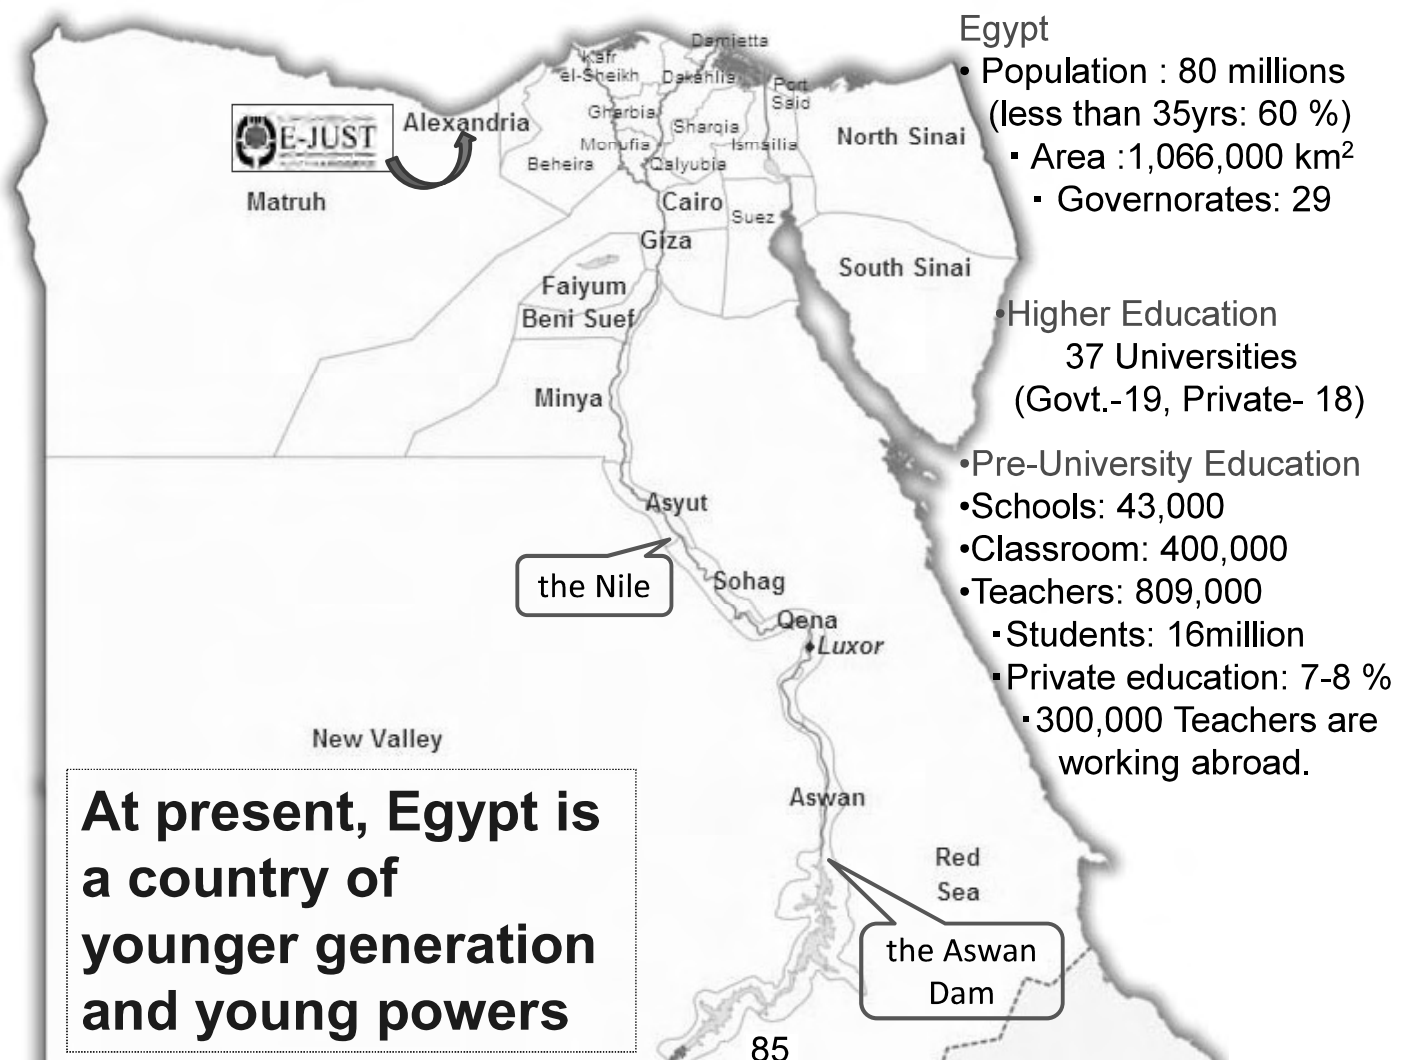 Egypt
• Population : 80 millions
(less than 35yrs: 60 %)
▪ Area :1,066,000 km²
▪ Governorates: 29
•Higher Education
37 Universities
(Govt.-19, Private- 18)
•Pre-University Education
•Schools: 43,000
•Classroom: 400,000
•Teachers: 809,000
▪Students: 16million
▪Private education: 7-8 %
▪300,000 Teachers are
working abroad.
Damietta
Kafr
el-Sheikh
Dakahlia
Port
Said
E-JUST
Alexandria
Gharbia
Sharqia
North Sinai
Monufia
Ismailia
Beheira
Qalyubia
Matruh
Cairo
Suez
Giza
South Sinai
Faiyum
Beni Suef
Minya
Asyut
the Nile
Sohag
Qena
Luxor
New Valley
Aswan
Red
Sea
the Aswan
Dam
At present, Egypt is
a country of
younger generation
and young powers
85